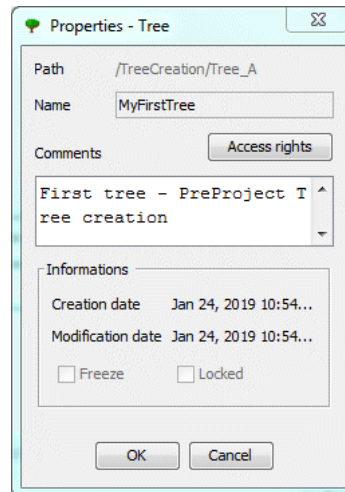 Properties - Tree
Path /TreeCreation/Tree_A
Name MyFirstTree
Comments Access rights
First tree - PreProject T
ree creation
Informations
Creation date Jan 24, 2019 10:54...
Modification date Jan 24, 2019 10:54...
Freeze Locked
OK Cancel